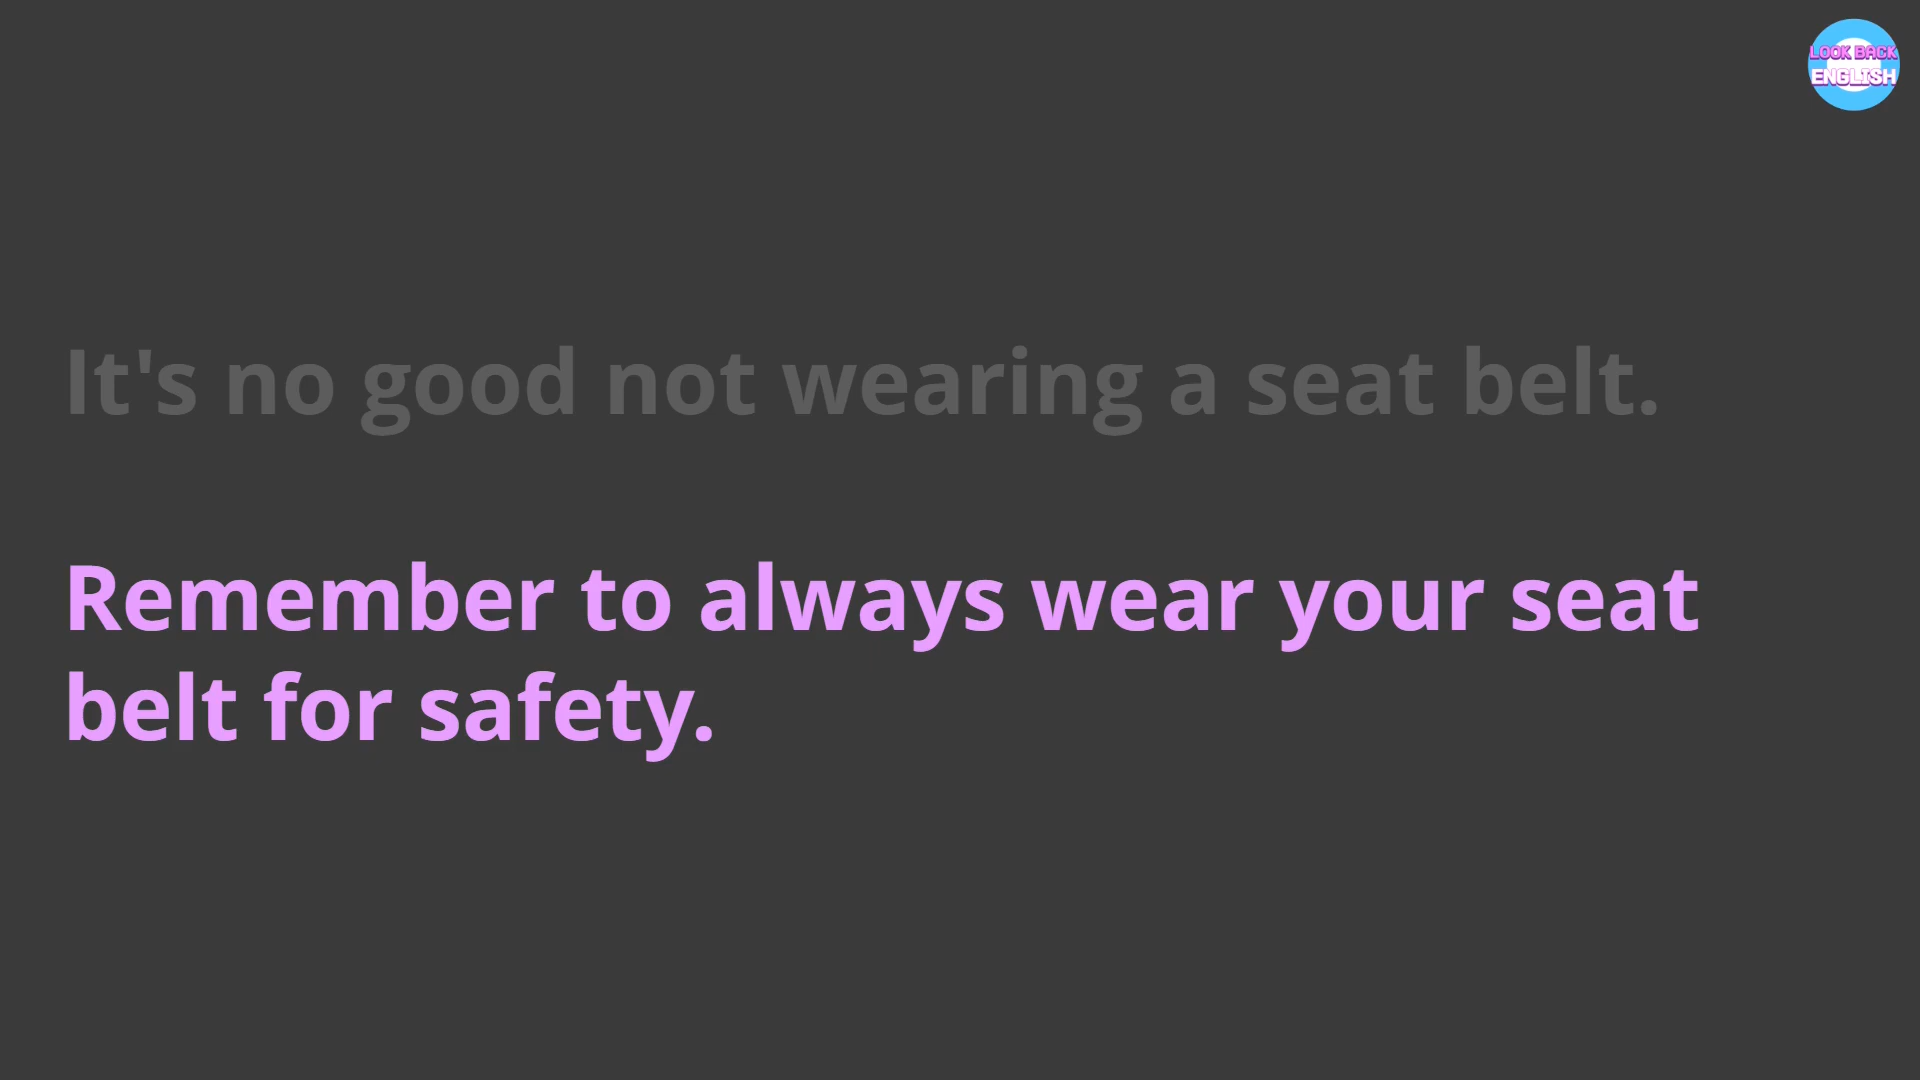 LOOK BACK
ENGLISH
It's no good not wearing a seat belt.
Remember to always wear your seat
belt for safety.